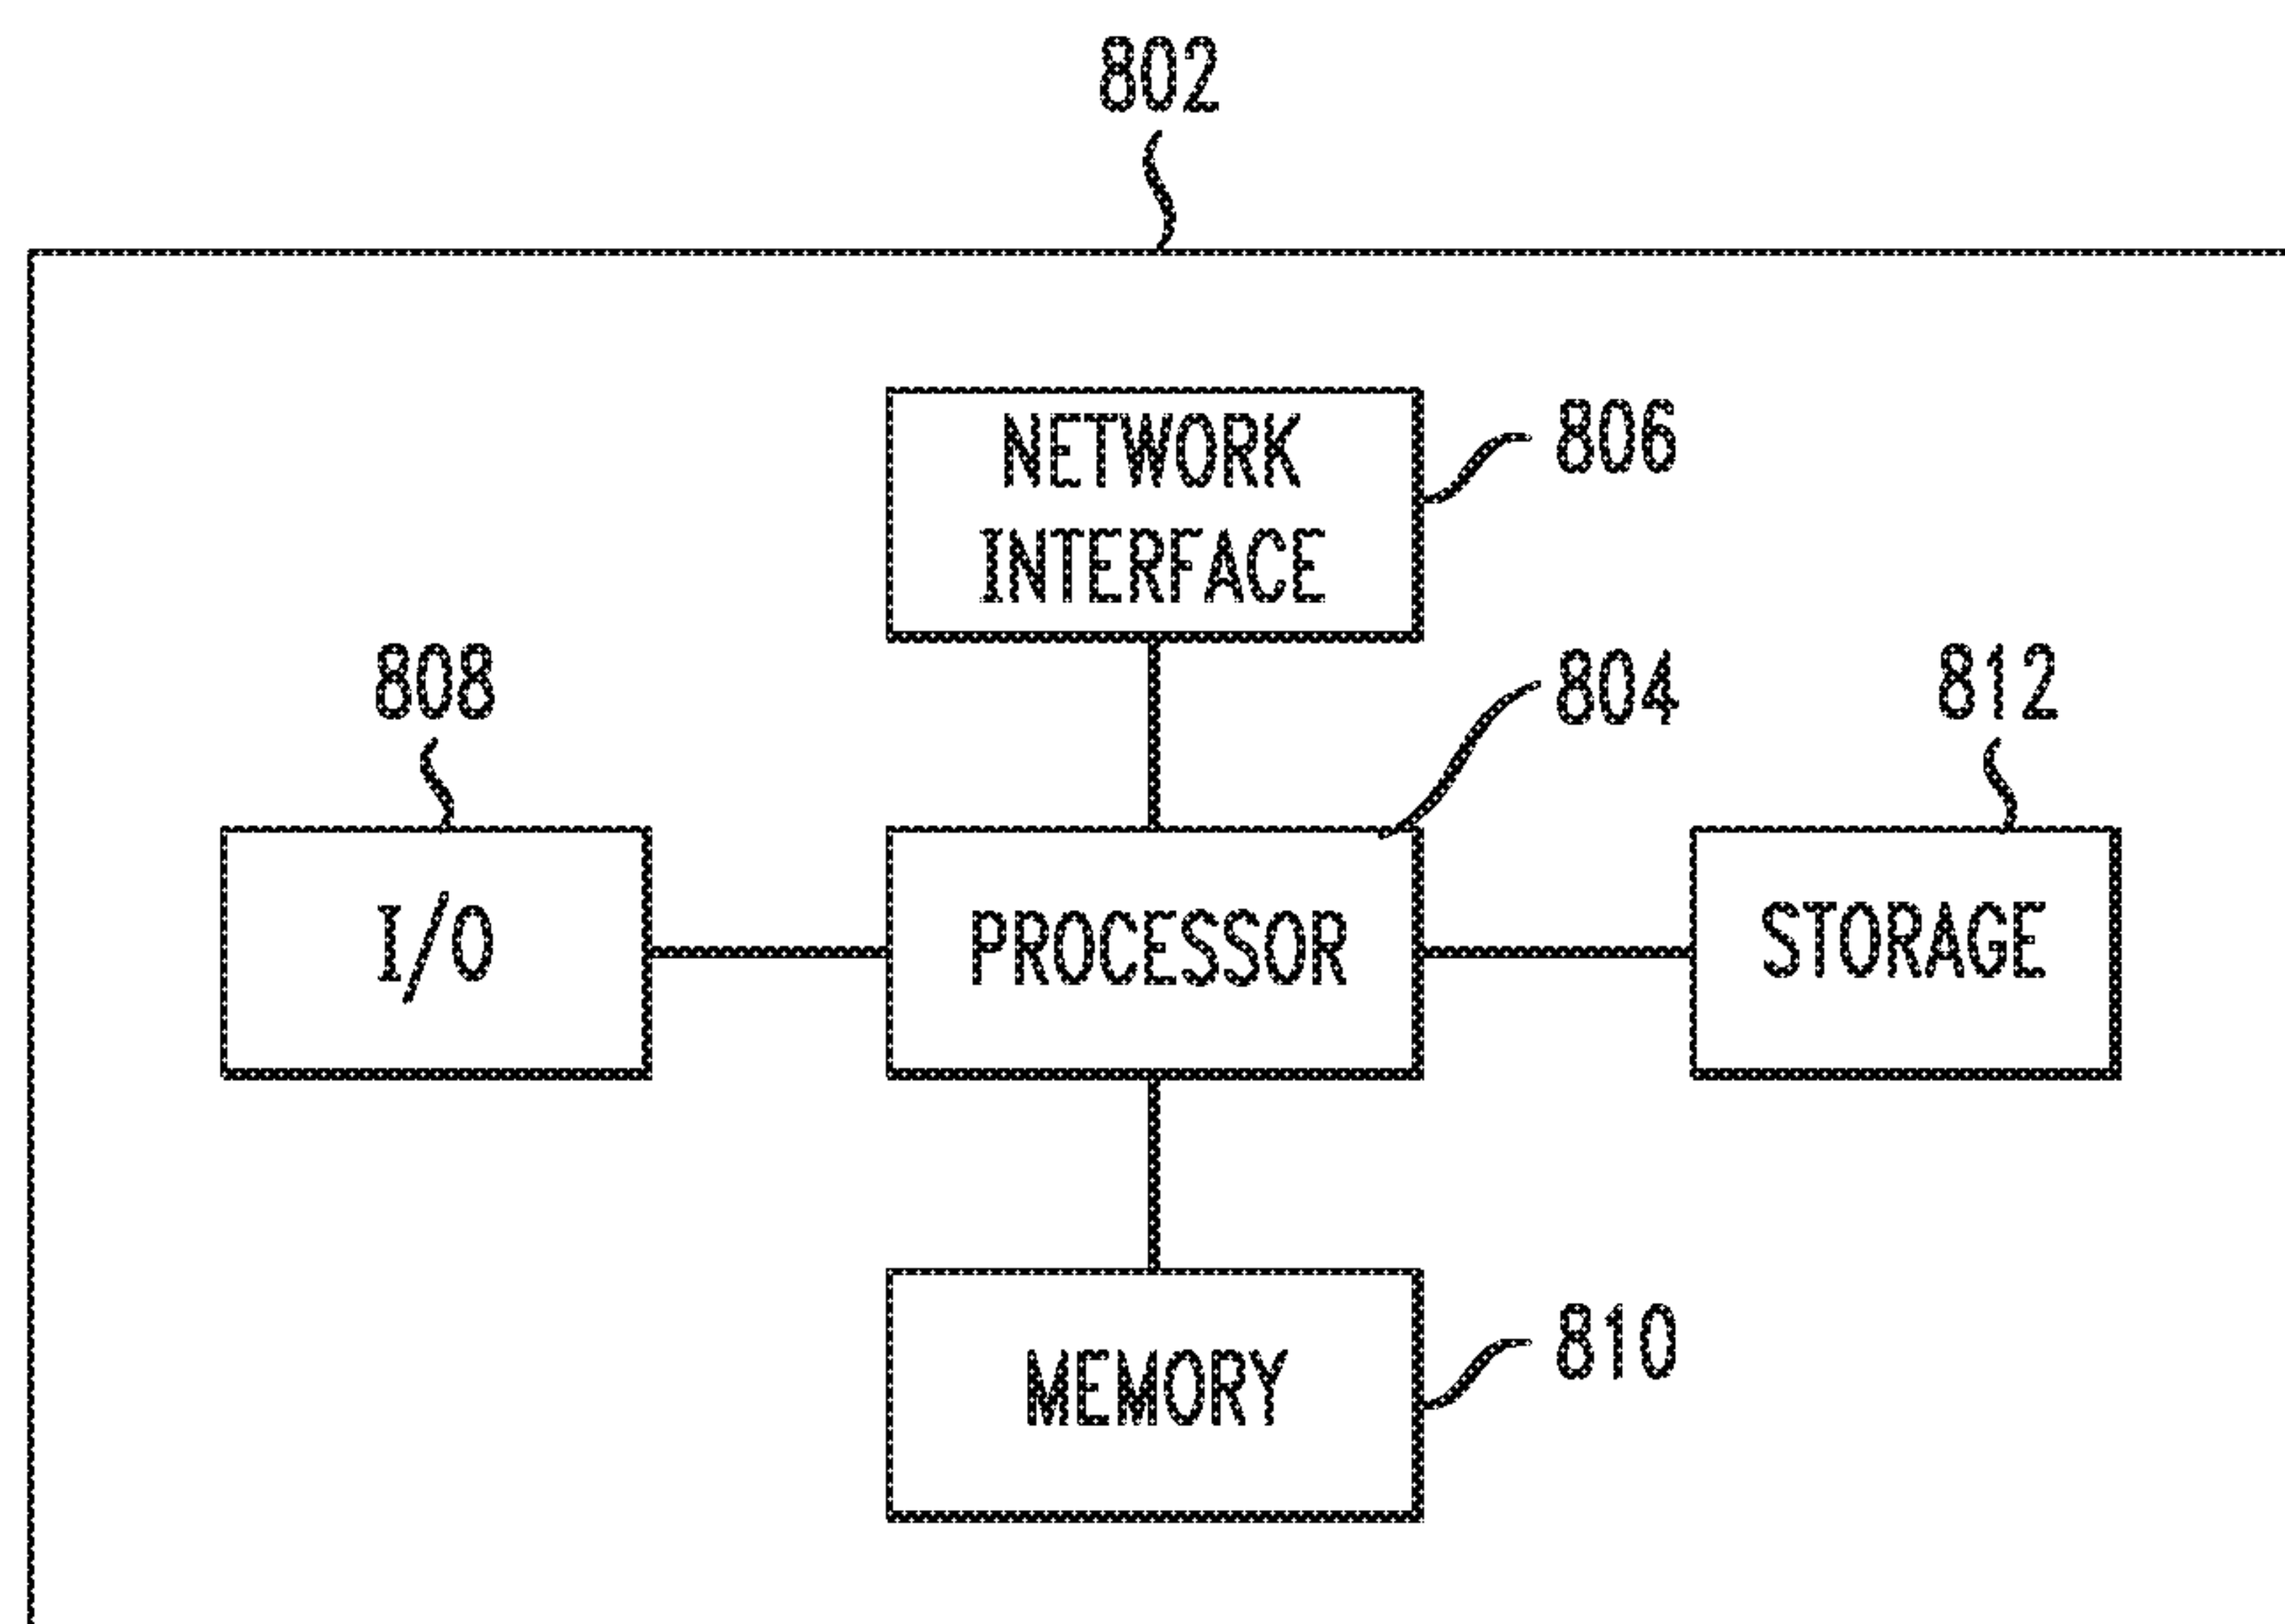 802
NETWORK
INTERFACE
806
808
804
812
I/O
PROCESSOR
STORAGE
MEMORY
810